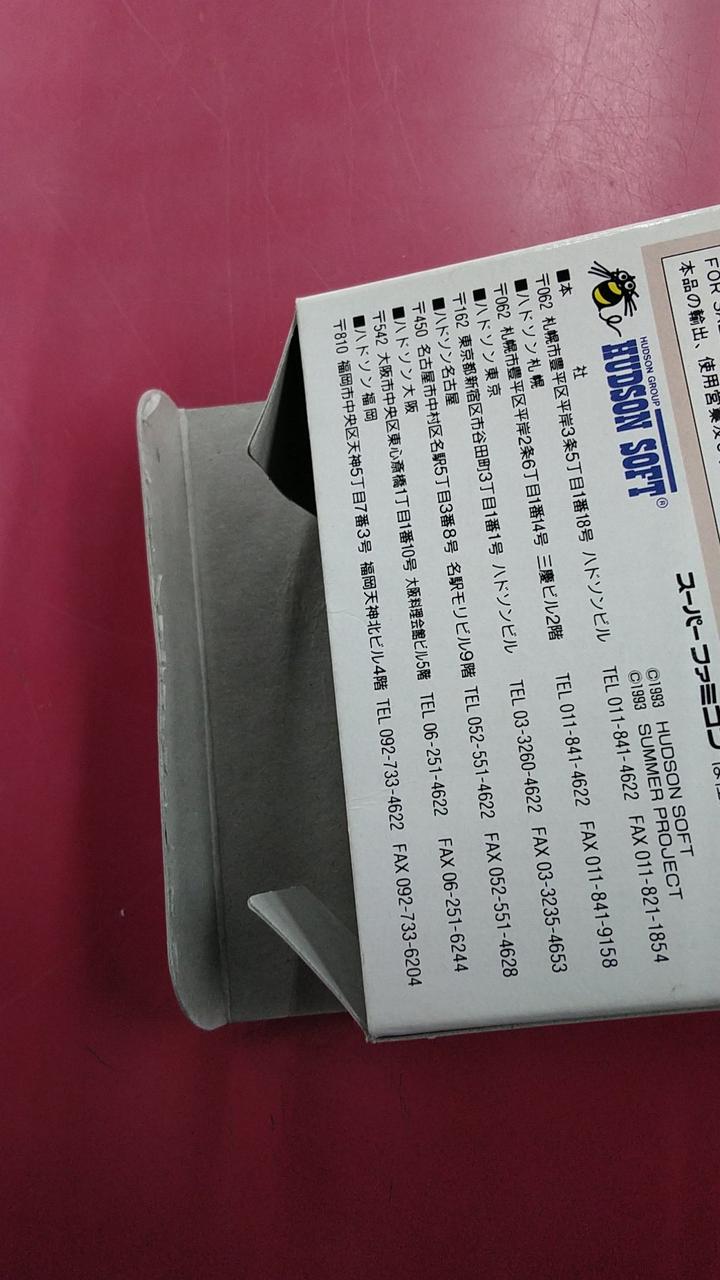 FOR SA
本品の輸出、使用営業及び
スーパーファミコン は任
HUDSON GROUP
HUDSON SOFT®
©1993 HUDSON SOFT
©1993 SUMMER PROJECT
■本 社
〒062 札幌市豊平区平岸3条5丁目1番18号 ハドソンビル TEL 011-841-4622 FAX 011-821-1854
■ハドソン札幌
〒062 札幌市豊平区平岸2条6丁目1番14号 三慶ビル2階 TEL 011-841-4622 FAX 011-841-9158
■ハドソン東京
〒162 東京都新宿区市谷田町3丁目1番1号 ハドソンビル TEL 03-3260-4622 FAX 03-3235-4653
■ハドソン名古屋
〒450 名古屋市中村区名駅5丁目3番8号 名駅モリビル9階 TEL 052-551-4622 FAX 052-551-4628
■ハドソン大阪
〒542 大阪市中央区東心斎橋1丁目1番10号 大阪料理会館ビル5階 TEL 06-251-4622 FAX 06-251-6244
■ハドソン福岡
〒810 福岡市中央区天神5丁目7番3号 福岡天神北ビル4階 TEL 092-733-4622 FAX 092-733-6204